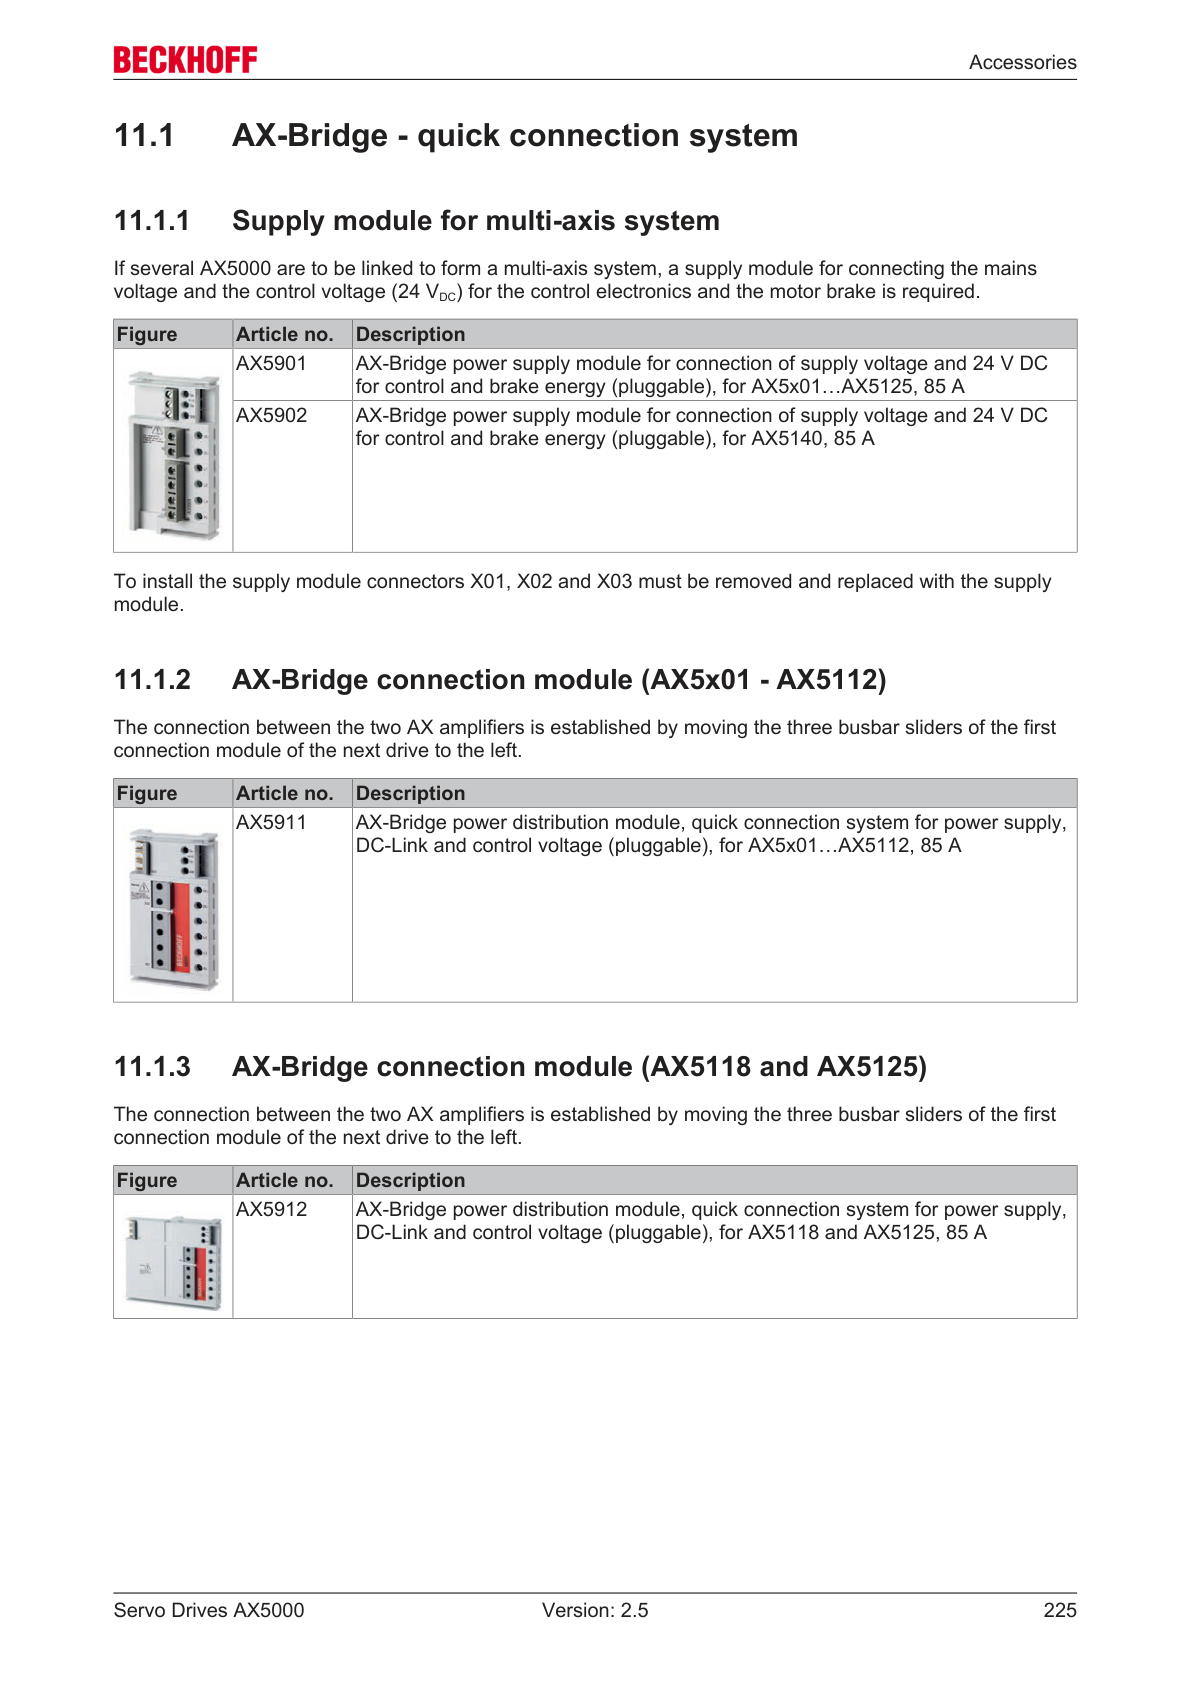 BECKHOFF
Accessories
11.1 AX-Bridge - quick connection system
11.1.1 Supply module for multi-axis system
If several AX5000 are to be linked to form a multi-axis system, a supply module for connecting the mains
voltage and the control voltage (24 VDC) for the control electronics and the motor brake is required.
Figure Article no. Description
AX5901 AX-Bridge power supply module for connection of supply voltage and 24 V DC
for control and brake energy (pluggable), for AX5x01…AX5125, 85 A
AX5902 AX-Bridge power supply module for connection of supply voltage and 24 V DC
for control and brake energy (pluggable), for AX5140, 85 A
To install the supply module connectors X01, X02 and X03 must be removed and replaced with the supply
module.
11.1.2 AX-Bridge connection module (AX5x01 - AX5112)
The connection between the two AX amplifiers is established by moving the three busbar sliders of the first
connection module of the next drive to the left.
Figure Article no. Description
AX5911 AX-Bridge power distribution module, quick connection system for power supply,
DC-Link and control voltage (pluggable), for AX5x01…AX5112, 85 A
BECKHOFF
11.1.3 AX-Bridge connection module (AX5118 and AX5125)
The connection between the two AX amplifiers is established by moving the three busbar sliders of the first
connection module of the next drive to the left.
Figure Article no. Description
AX5912 AX-Bridge power distribution module, quick connection system for power supply,
DC-Link and control voltage (pluggable), for AX5118 and AX5125, 85 A
Servo Drives AX5000 Version: 2.5 225